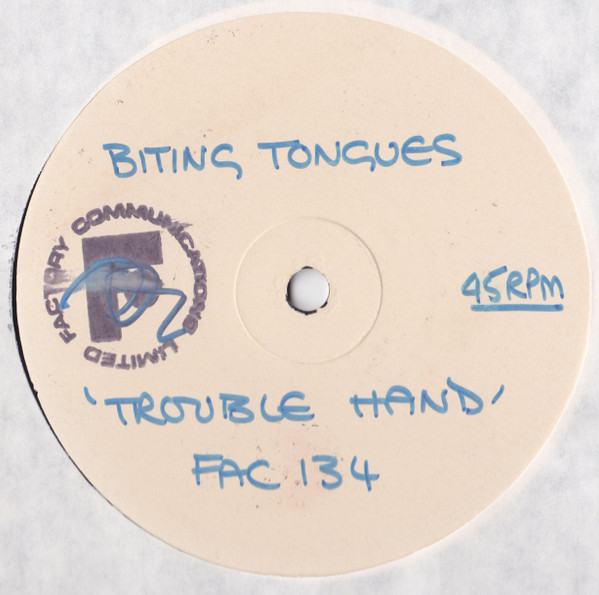 BITING TONGUES
FACTORY COMMUNICATIONS LIMITED
F
45RPM
'TROUBLE HAND'
FAC 134